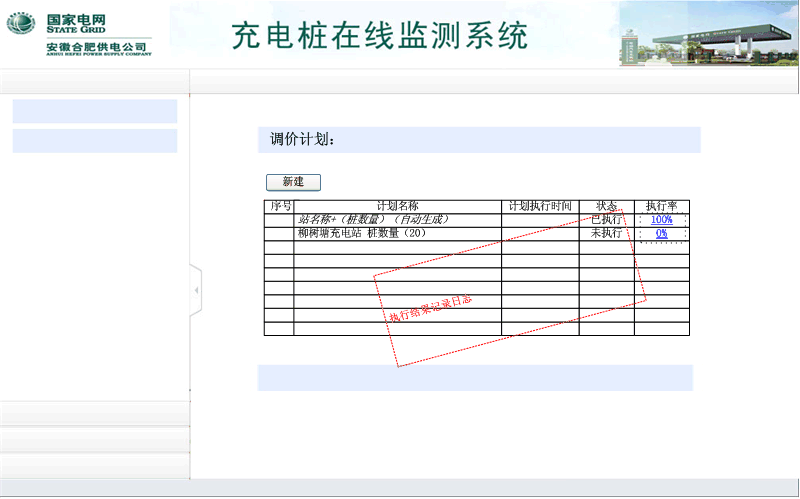 国家电网
STATE GRID
安徽合肥供电公司
ANHUI HEFEI POWER SUPPLY COMPANY
充电桩在线监测系统
调价计划：
新建
序号 计划名称 计划执行时间 状态 执行率
站名称+（桩数量）（自动生成） 已执行 100%
柳树塘充电站 桩数量（20） 未执行 0%
执行结果记录日志